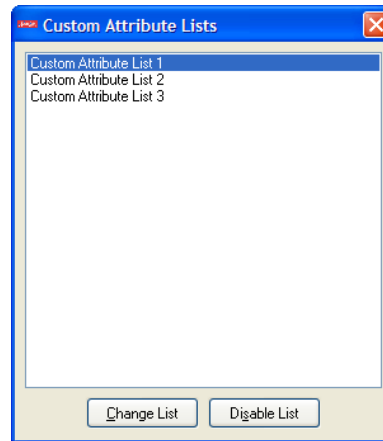 Custom Attribute Lists
Custom Attribute List 1
Custom Attribute List 2
Custom Attribute List 3
Change List
Disable List